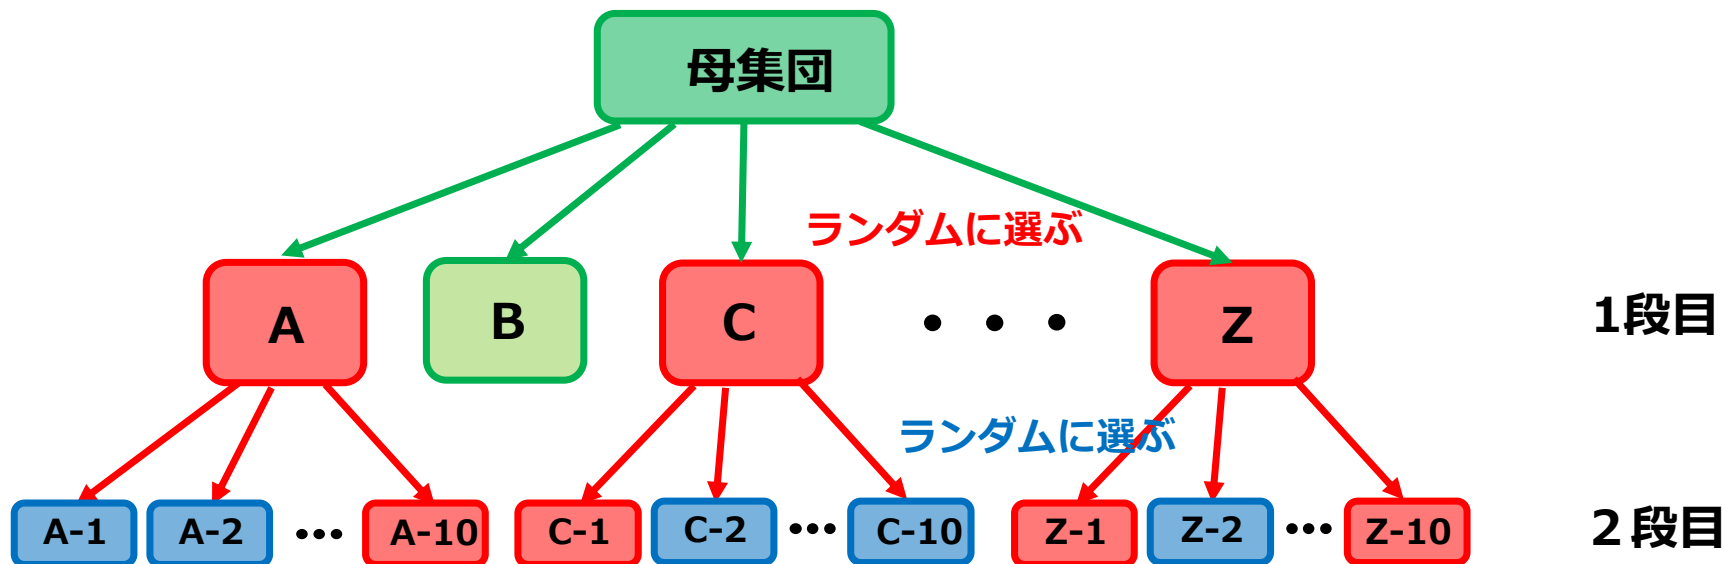 母集団
ランダムに選ぶ
A
B
C
・・・
Z
1段目
ランダムに選ぶ
A-1
A-2
…
A-10
C-1
C-2
…
C-10
Z-1
Z-2
…
Z-10
２段目